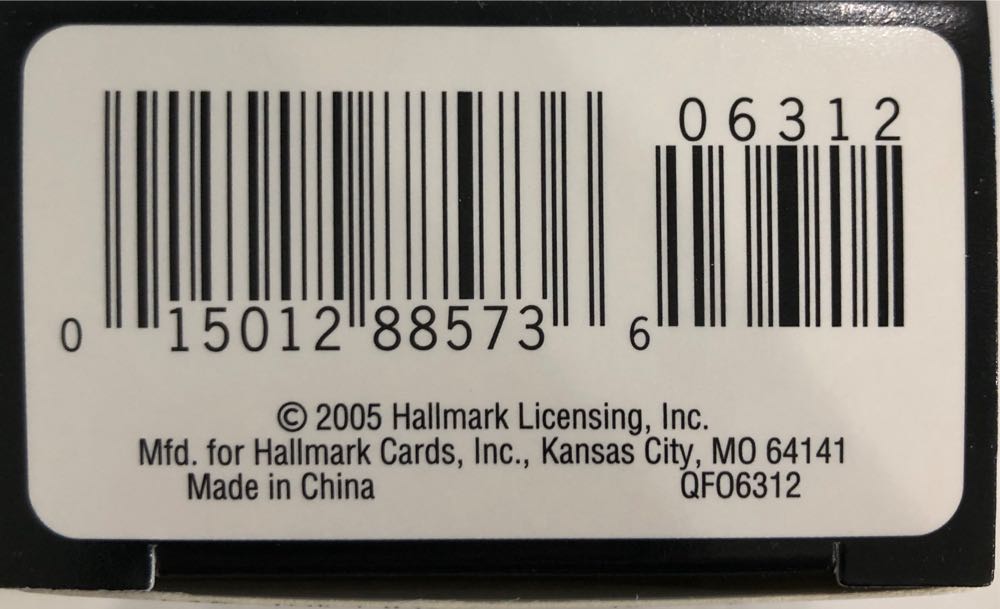 06312
0 15012 88573 6
© 2005 Hallmark Licensing, Inc.
Mfd. for Hallmark Cards, Inc., Kansas City, MO 64141
Made in China QFO6312